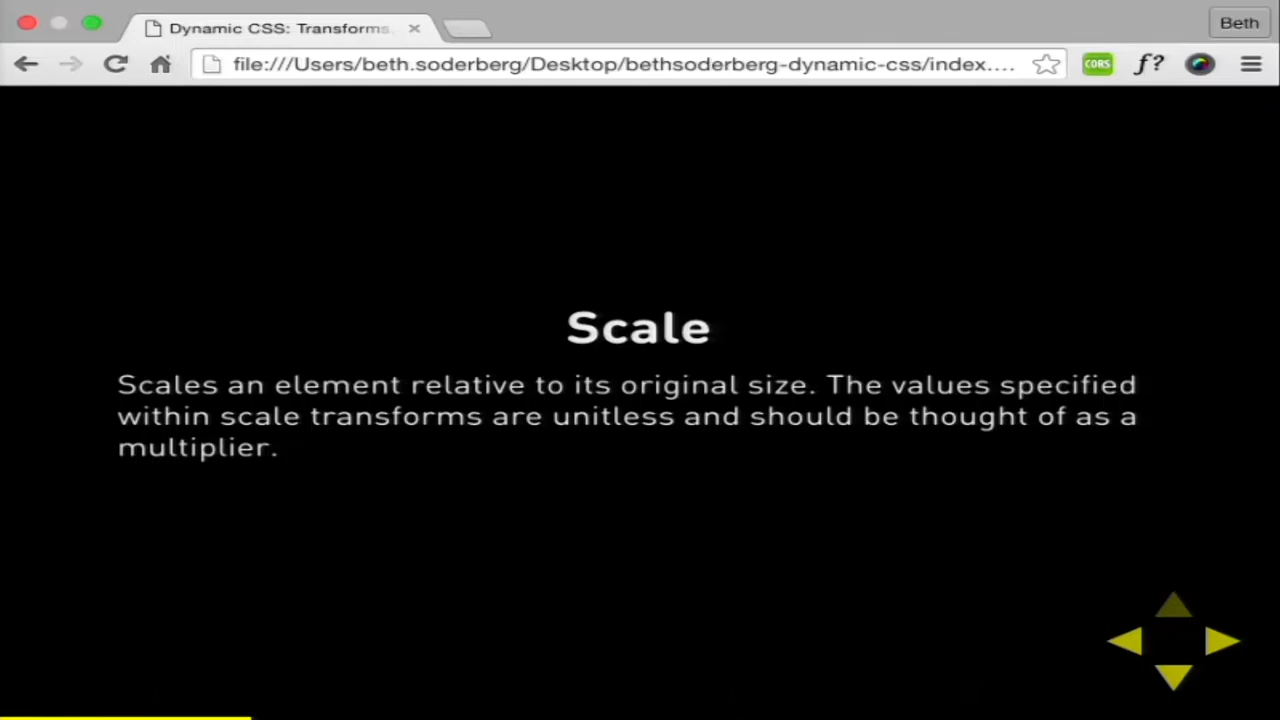 Dynamic CSS: Transforms
Beth
file:///Users/beth.soderberg/Desktop/bethsoderberg-dynamic-css/index....
CORS
f?
Scale
Scales an element relative to its original size. The values specified
within scale transforms are unitless and should be thought of as a
multiplier.